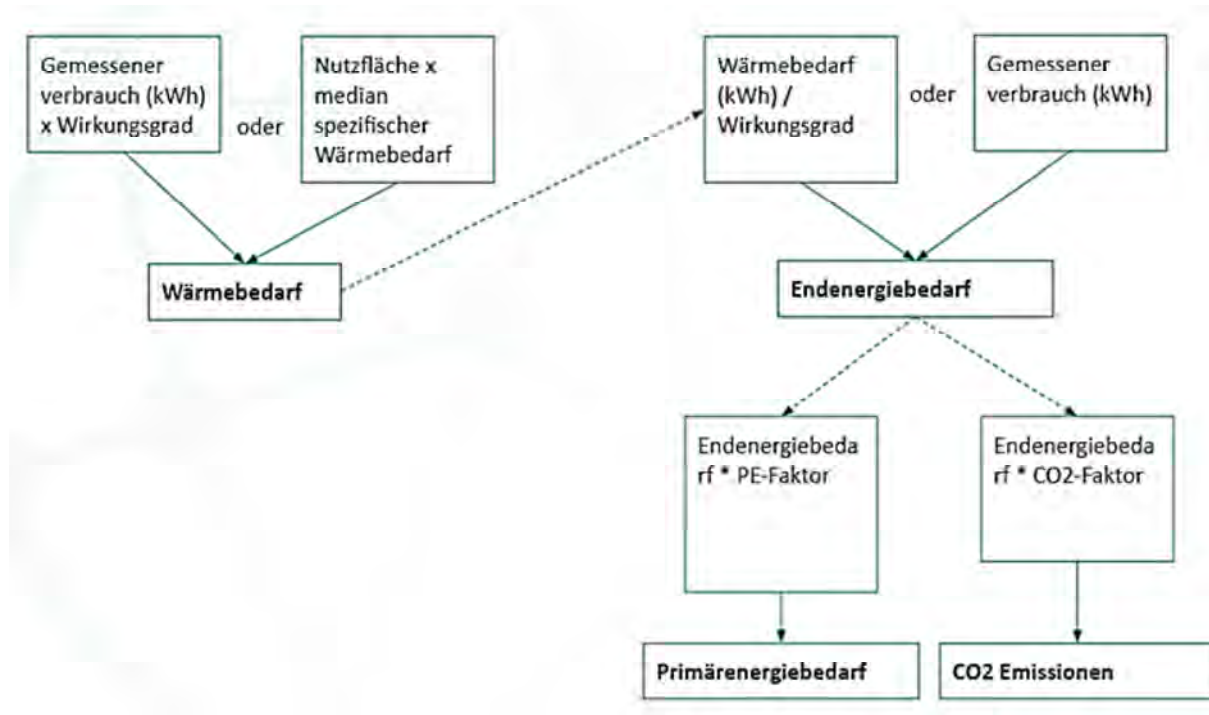 Gemessener
verbrauch (kWh)
x Wirkungsgrad
oder
Nutzfläche x
median
spezifischer
Wärmebedarf
Wärmebedarf
(kWh) /
Wirkungsgrad
oder
Gemessener
verbrauch (kWh)
Wärmebedarf
Endenergiebedarf
Endenergiebeda
rf * PE-Faktor
Endenergiebeda
rf * CO2-Faktor
Primärenergiebedarf
CO2 Emissionen